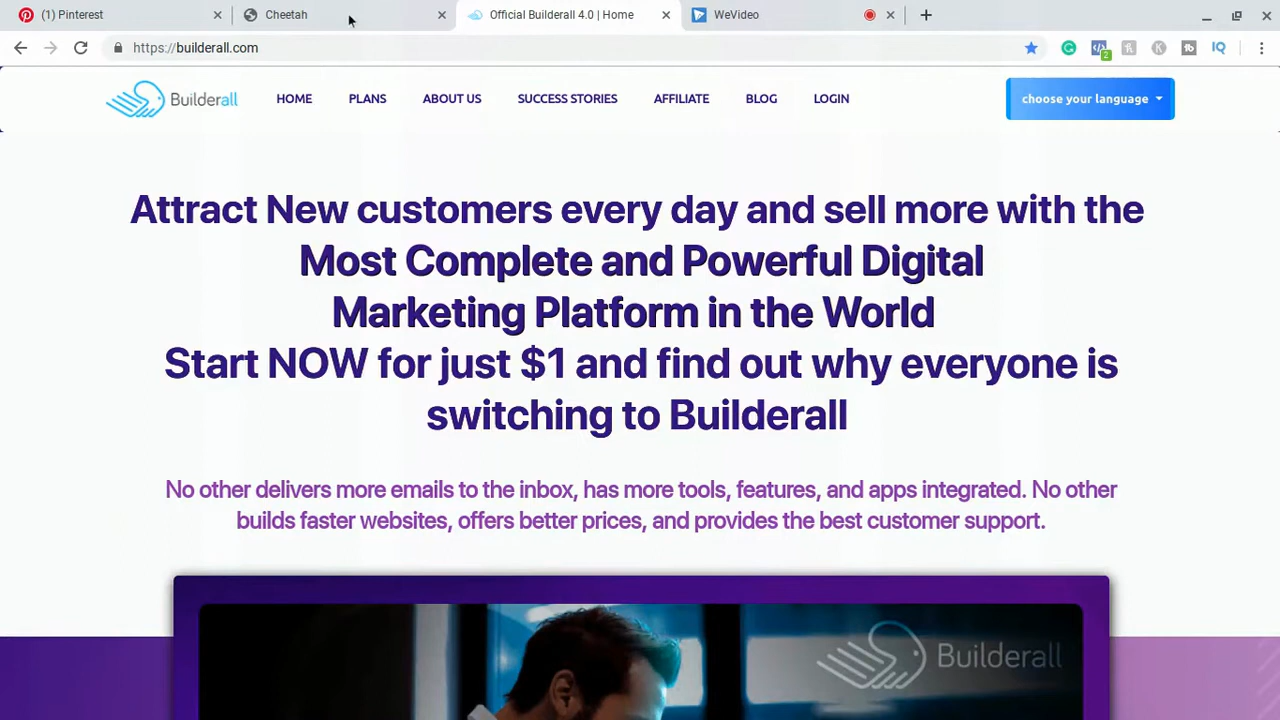 (1) Pinterest
Cheetah
Official Builderall 4.0 | Home
WeVideo
https://builderall.com
2
IQ
Builderall
HOME
PLANS
ABOUT US
SUCCESS STORIES
AFFILIATE
BLOG
LOGIN
choose your language
Attract New customers every day and sell more with the
Most Complete and Powerful Digital
Marketing Platform in the World
Start NOW for just $1 and find out why everyone is
switching to Builderall
No other delivers more emails to the inbox, has more tools, features, and apps integrated. No other
builds faster websites, offers better prices, and provides the best customer support.
Builderall